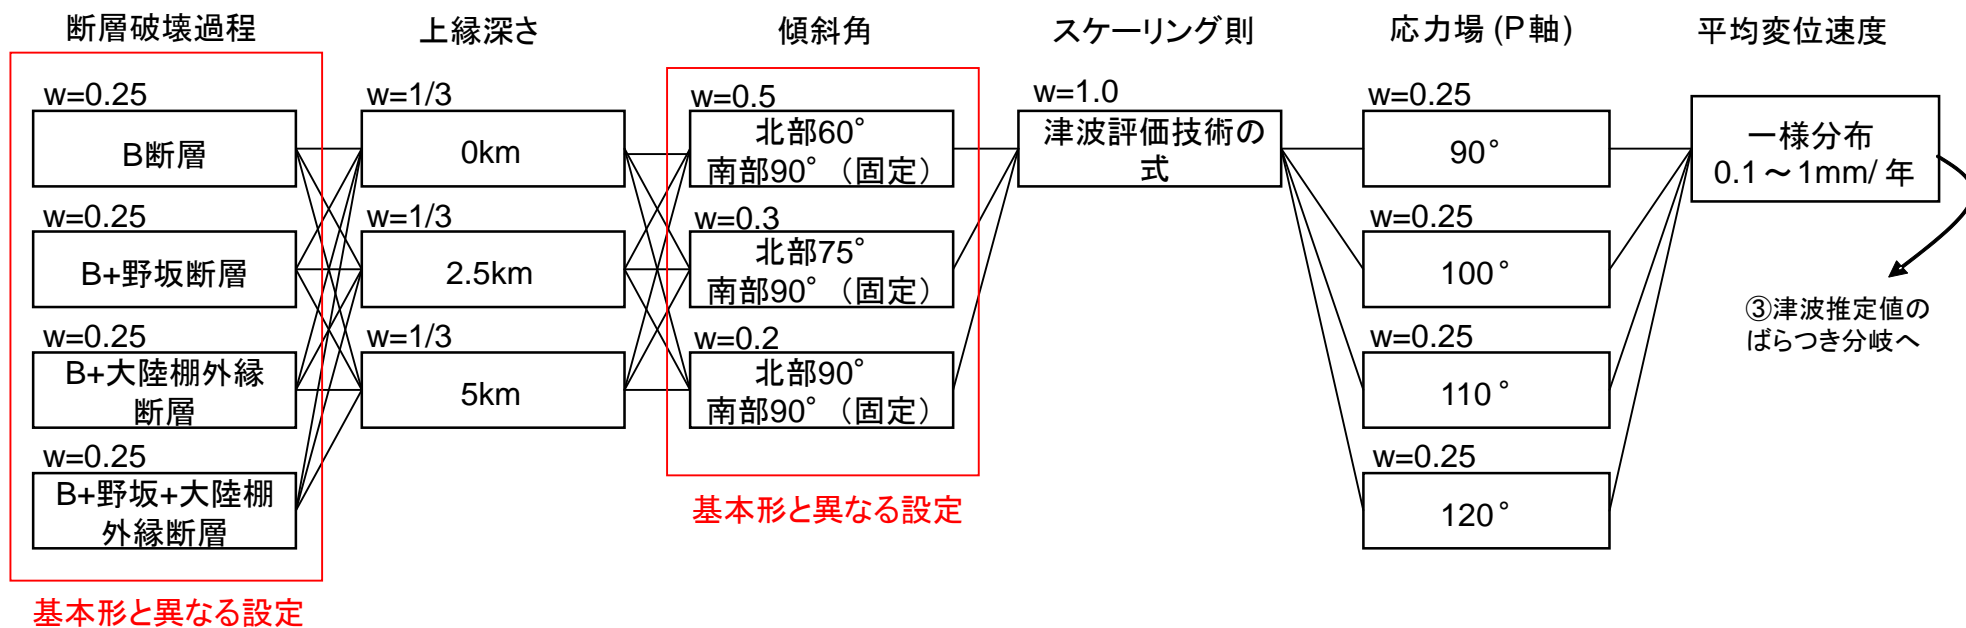 断層破壊過程
w=0.25
B断層
w=0.25
B+野坂断層
w=0.25
B+大陸棚外縁
断層
w=0.25
B+野坂+大陸棚
外縁断層
基本形と異なる設定
上縁深さ
w=1/3
0km
w=1/3
2.5km
w=1/3
5km
傾斜角
w=0.5
北部60°
南部90°（固定）
w=0.3
北部75°
南部90°（固定）
w=0.2
北部90°
南部90°（固定）
基本形と異なる設定
スケーリング則
w=1.0
津波評価技術の
式
応力場 (P軸)
w=0.25
90°
w=0.25
100°
w=0.25
110°
w=0.25
120°
平均変位速度
一様分布
0.1～1mm/年
③津波推定値の
ばらつき分岐へ